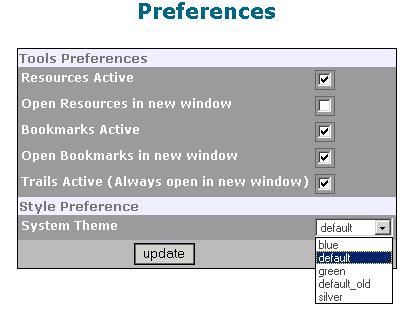 Preferences
Tools Preferences
Resources Active
Open Resources in new window
Bookmarks Active
Open Bookmarks in new window
Trails Active (Always open in new window)
Style Preference
System Theme default
update
blue
default
green
default_old
silver